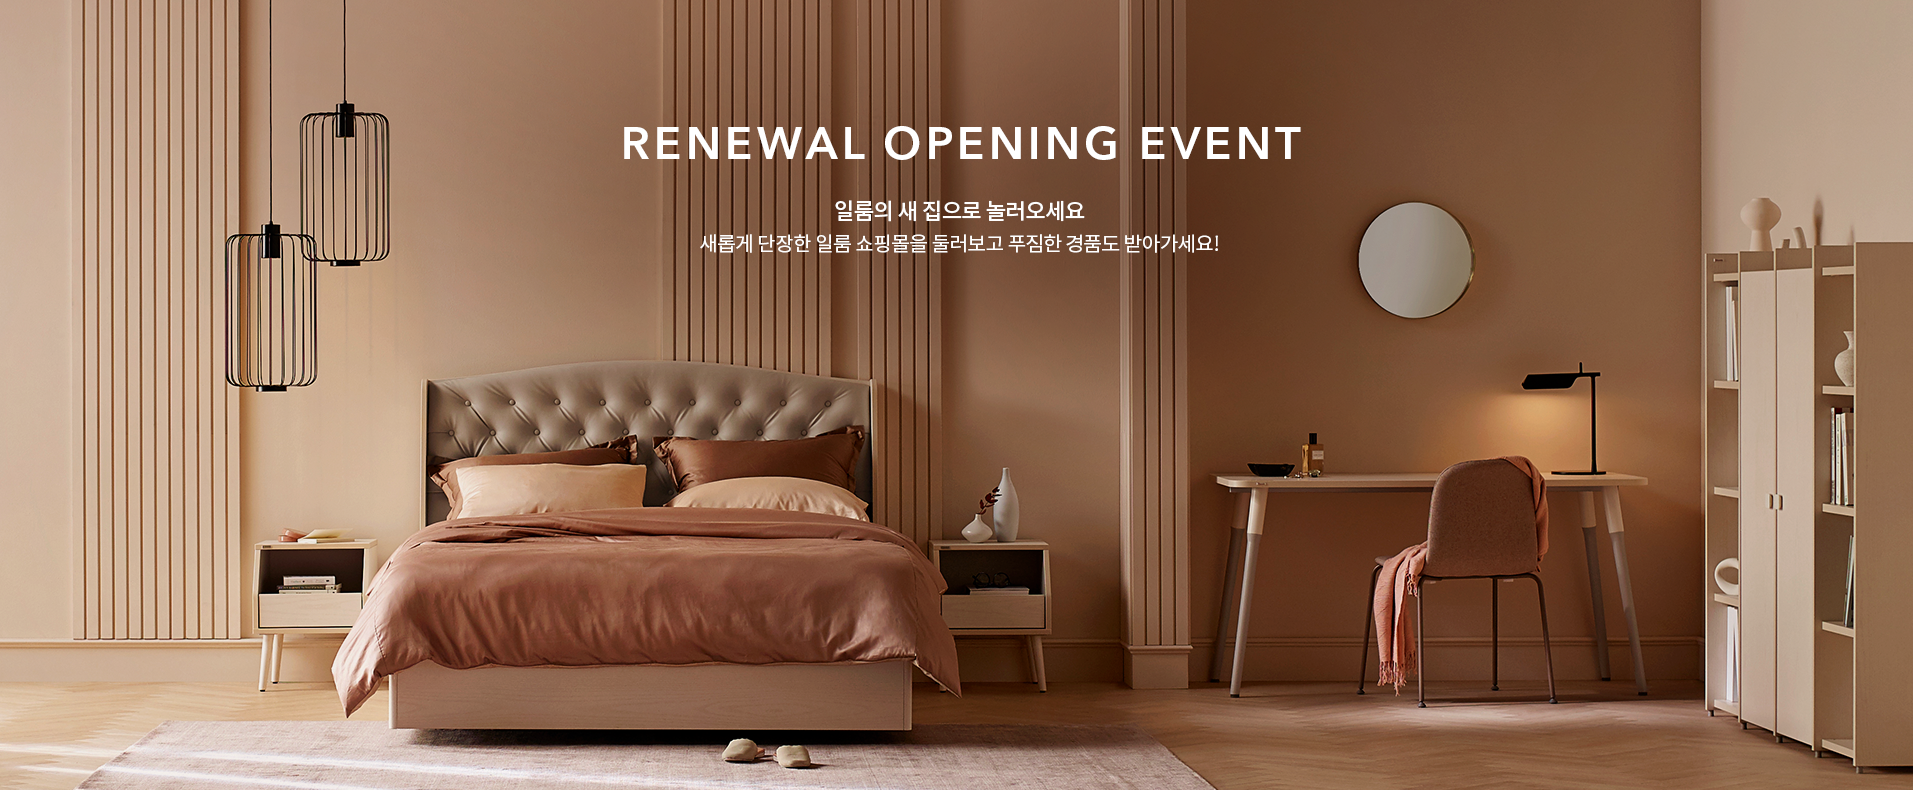 RENEWAL OPENING EVENT
일룸의 새 집으로 놀러오세요
새롭게 단장한 일룸 쇼핑몰을 둘러보고 푸짐한 경품도 받아가세요!